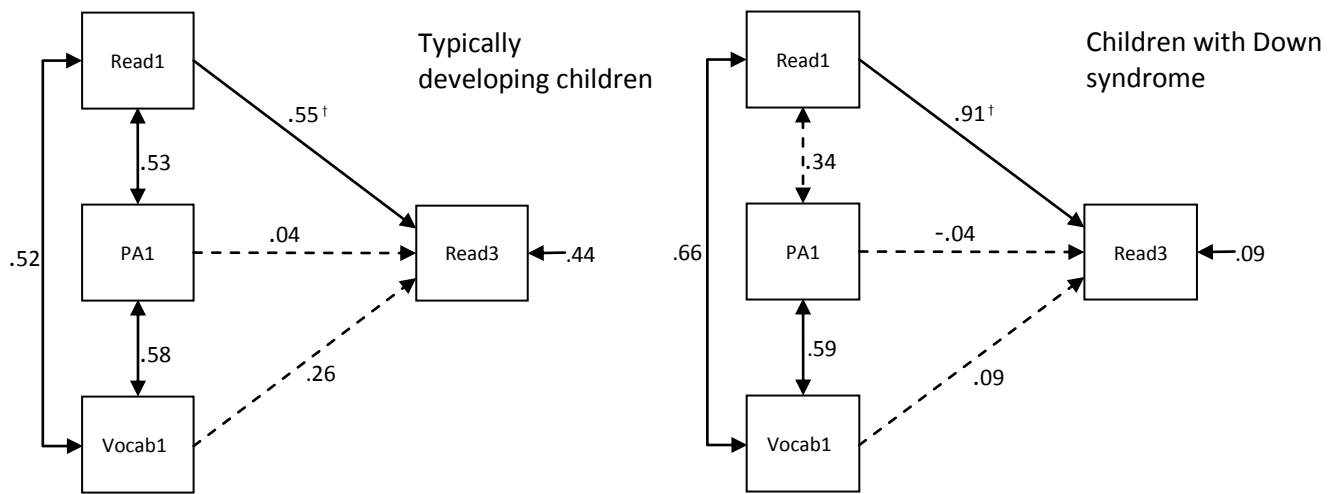 Typically
developing children
Read1
.55†
.53
.52
PA1
.04
Read3
.44
.58
.26
Vocab1
Children with Down
syndrome
Read1
.91†
.34
.66
PA1
-.04
Read3
.09
.59
.09
Vocab1